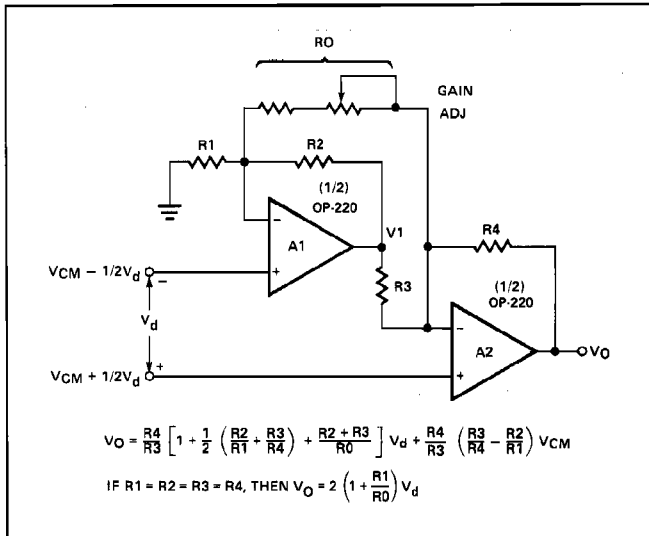 RO
GAIN
ADJ
R1
R2
(1/2)
OP-220
A1
V1
R3
R4
(1/2)
OP-220
A2
VO
VCM − 1/2Vd
−
Vd
+
VCM + 1/2Vd
−
+
−
+
VO = R4/R3 [1 + 1/2 (R2/R1 + R3/R4) + R2 + R3/R0] Vd + R4/R3 (R3/R4 − R2/R1) VCM
IF R1 = R2 = R3 = R4, THEN VO = 2 (1 + R1/R0) Vd